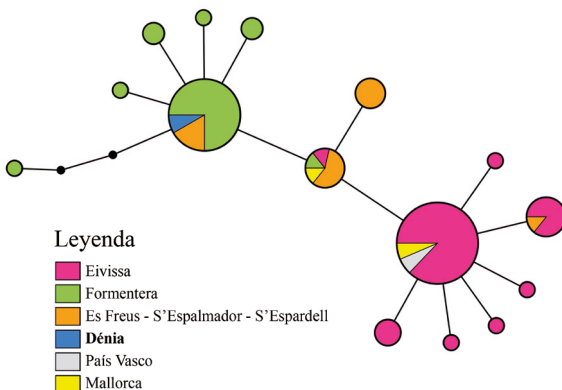 Leyenda
Eivissa
Formentera
Es Freus - S'Espalmador - S'Espardell
Dénia
País Vasco
Mallorca